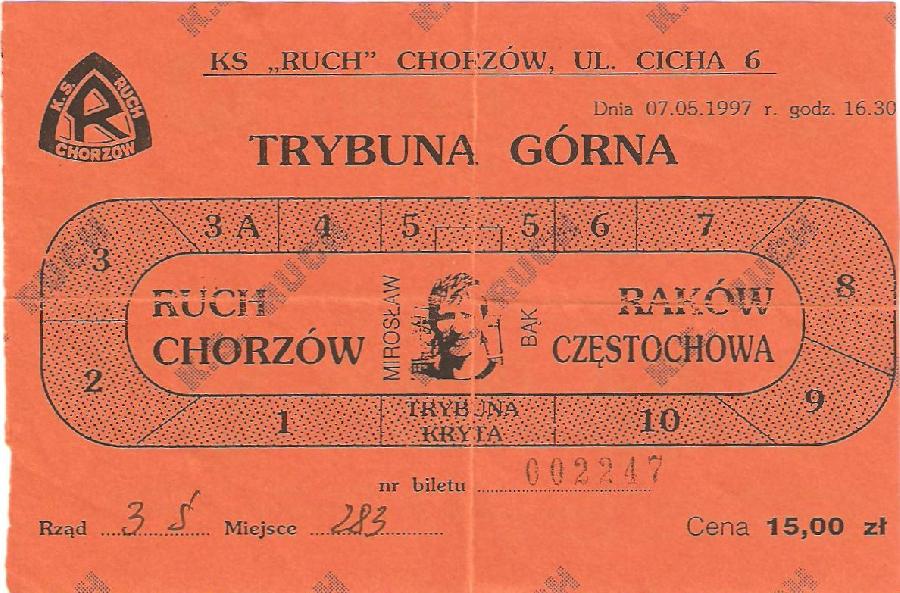 KS „RUCH” CHORZÓW, UL. CICHA 6
K.S. RUCH
CHORZÓW
R
Dnia 07.05.1997 r. godz. 16.30
TRYBUNA GÓRNA
3 3 A 4 5 5 6 7 8
RUCH
CHORZÓW
MIROSŁAW
BĄK
RAKÓW
CZĘSTOCHOWA
2 1 TRYBUNA
KRYTA
10 9
nr biletu 002247
Rząd 3 Ś Miejsce 283 Cena 15,00 zł